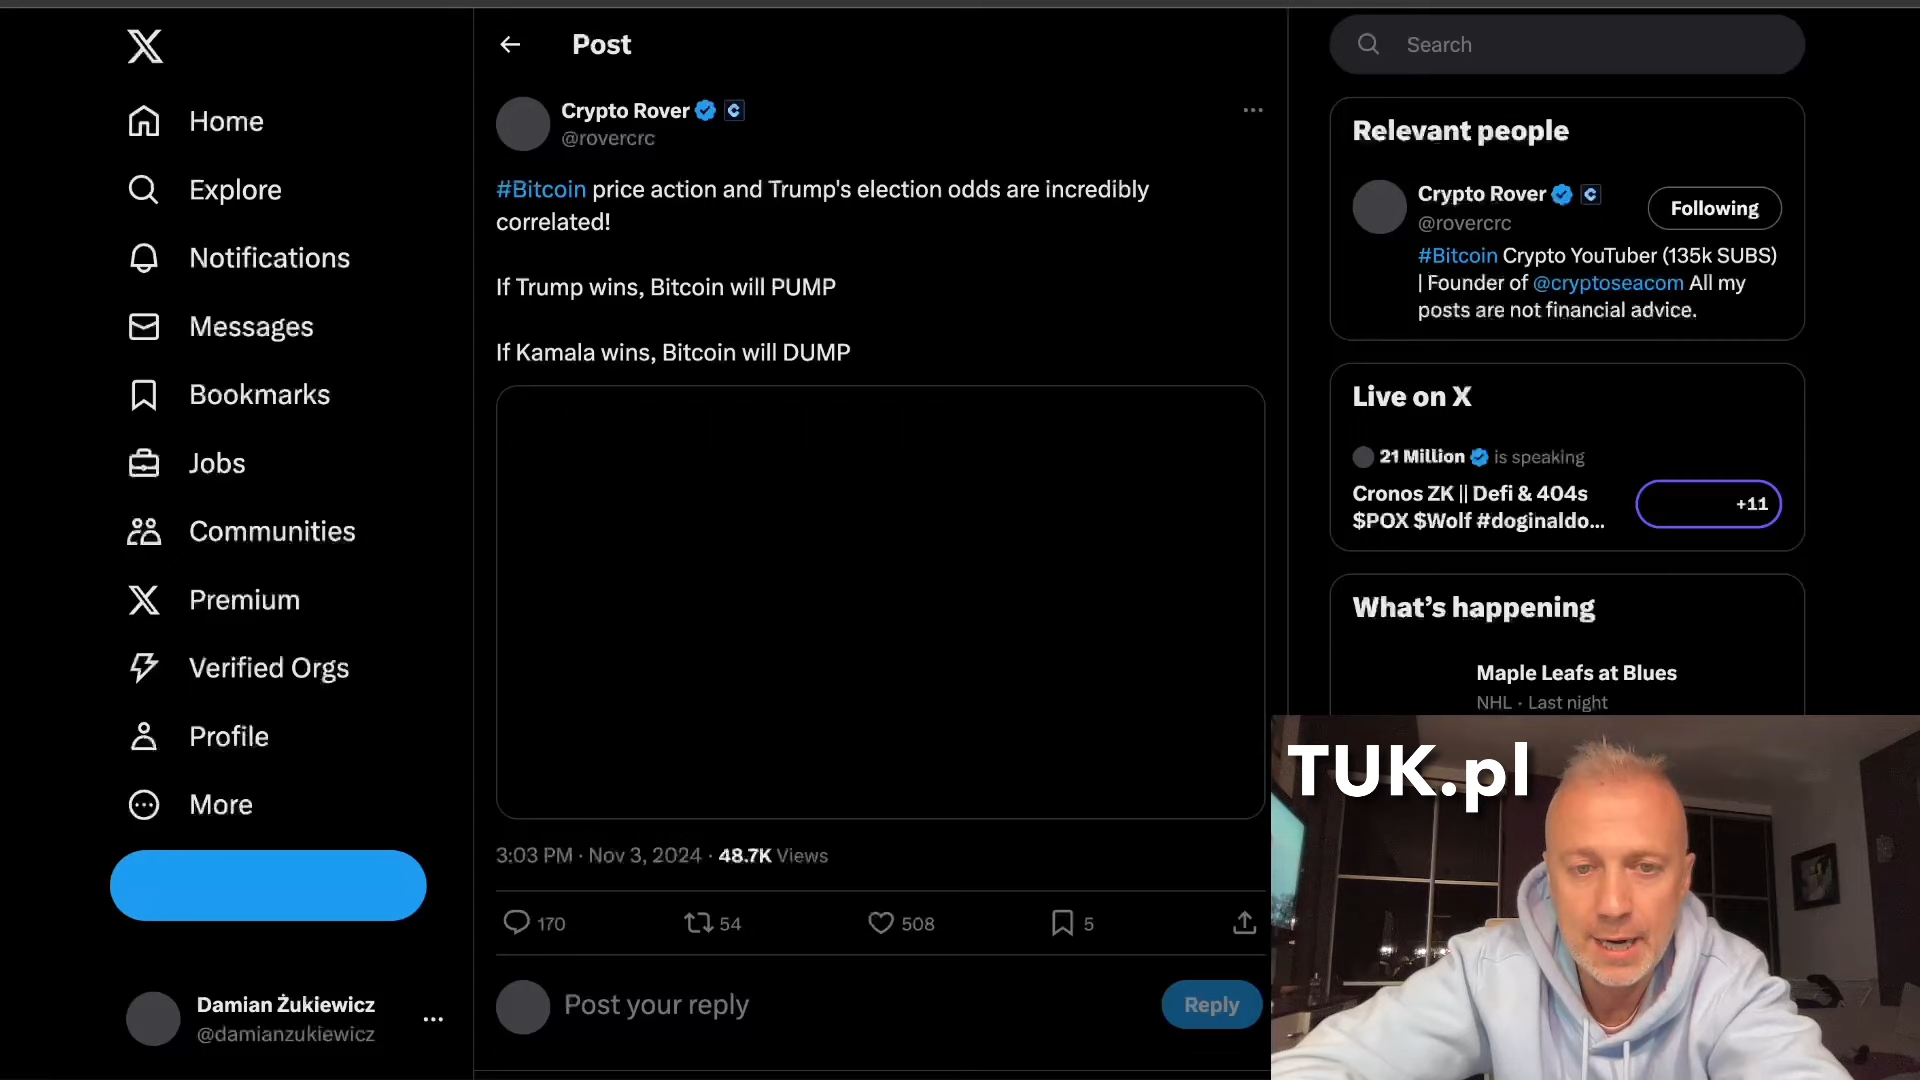 Home
Explore
Notifications
Messages
Bookmarks
Jobs
Communities
Premium
Verified Orgs
Profile
More
Damian Żukiewicz
@damianzukiewicz
Post
Crypto Rover
@rovercrc
#Bitcoin price action and Trump's election odds are incredibly
correlated!
If Trump wins, Bitcoin will PUMP
If Kamala wins, Bitcoin will DUMP
3:03 PM · Nov 3, 2024 · 48.7K Views
170 54 508 5
Post your reply
Reply
Search
Relevant people
Crypto Rover
@rovercrc
Following
#Bitcoin Crypto YouTuber (135k SUBS)
| Founder of @cryptoseacom All my
posts are not financial advice.
Live on X
21 Million is speaking
Cronos ZK || Defi & 404s
$POX $Wolf #doginaldo...
+11
What's happening
Maple Leafs at Blues
NHL · Last night
TUK.pl